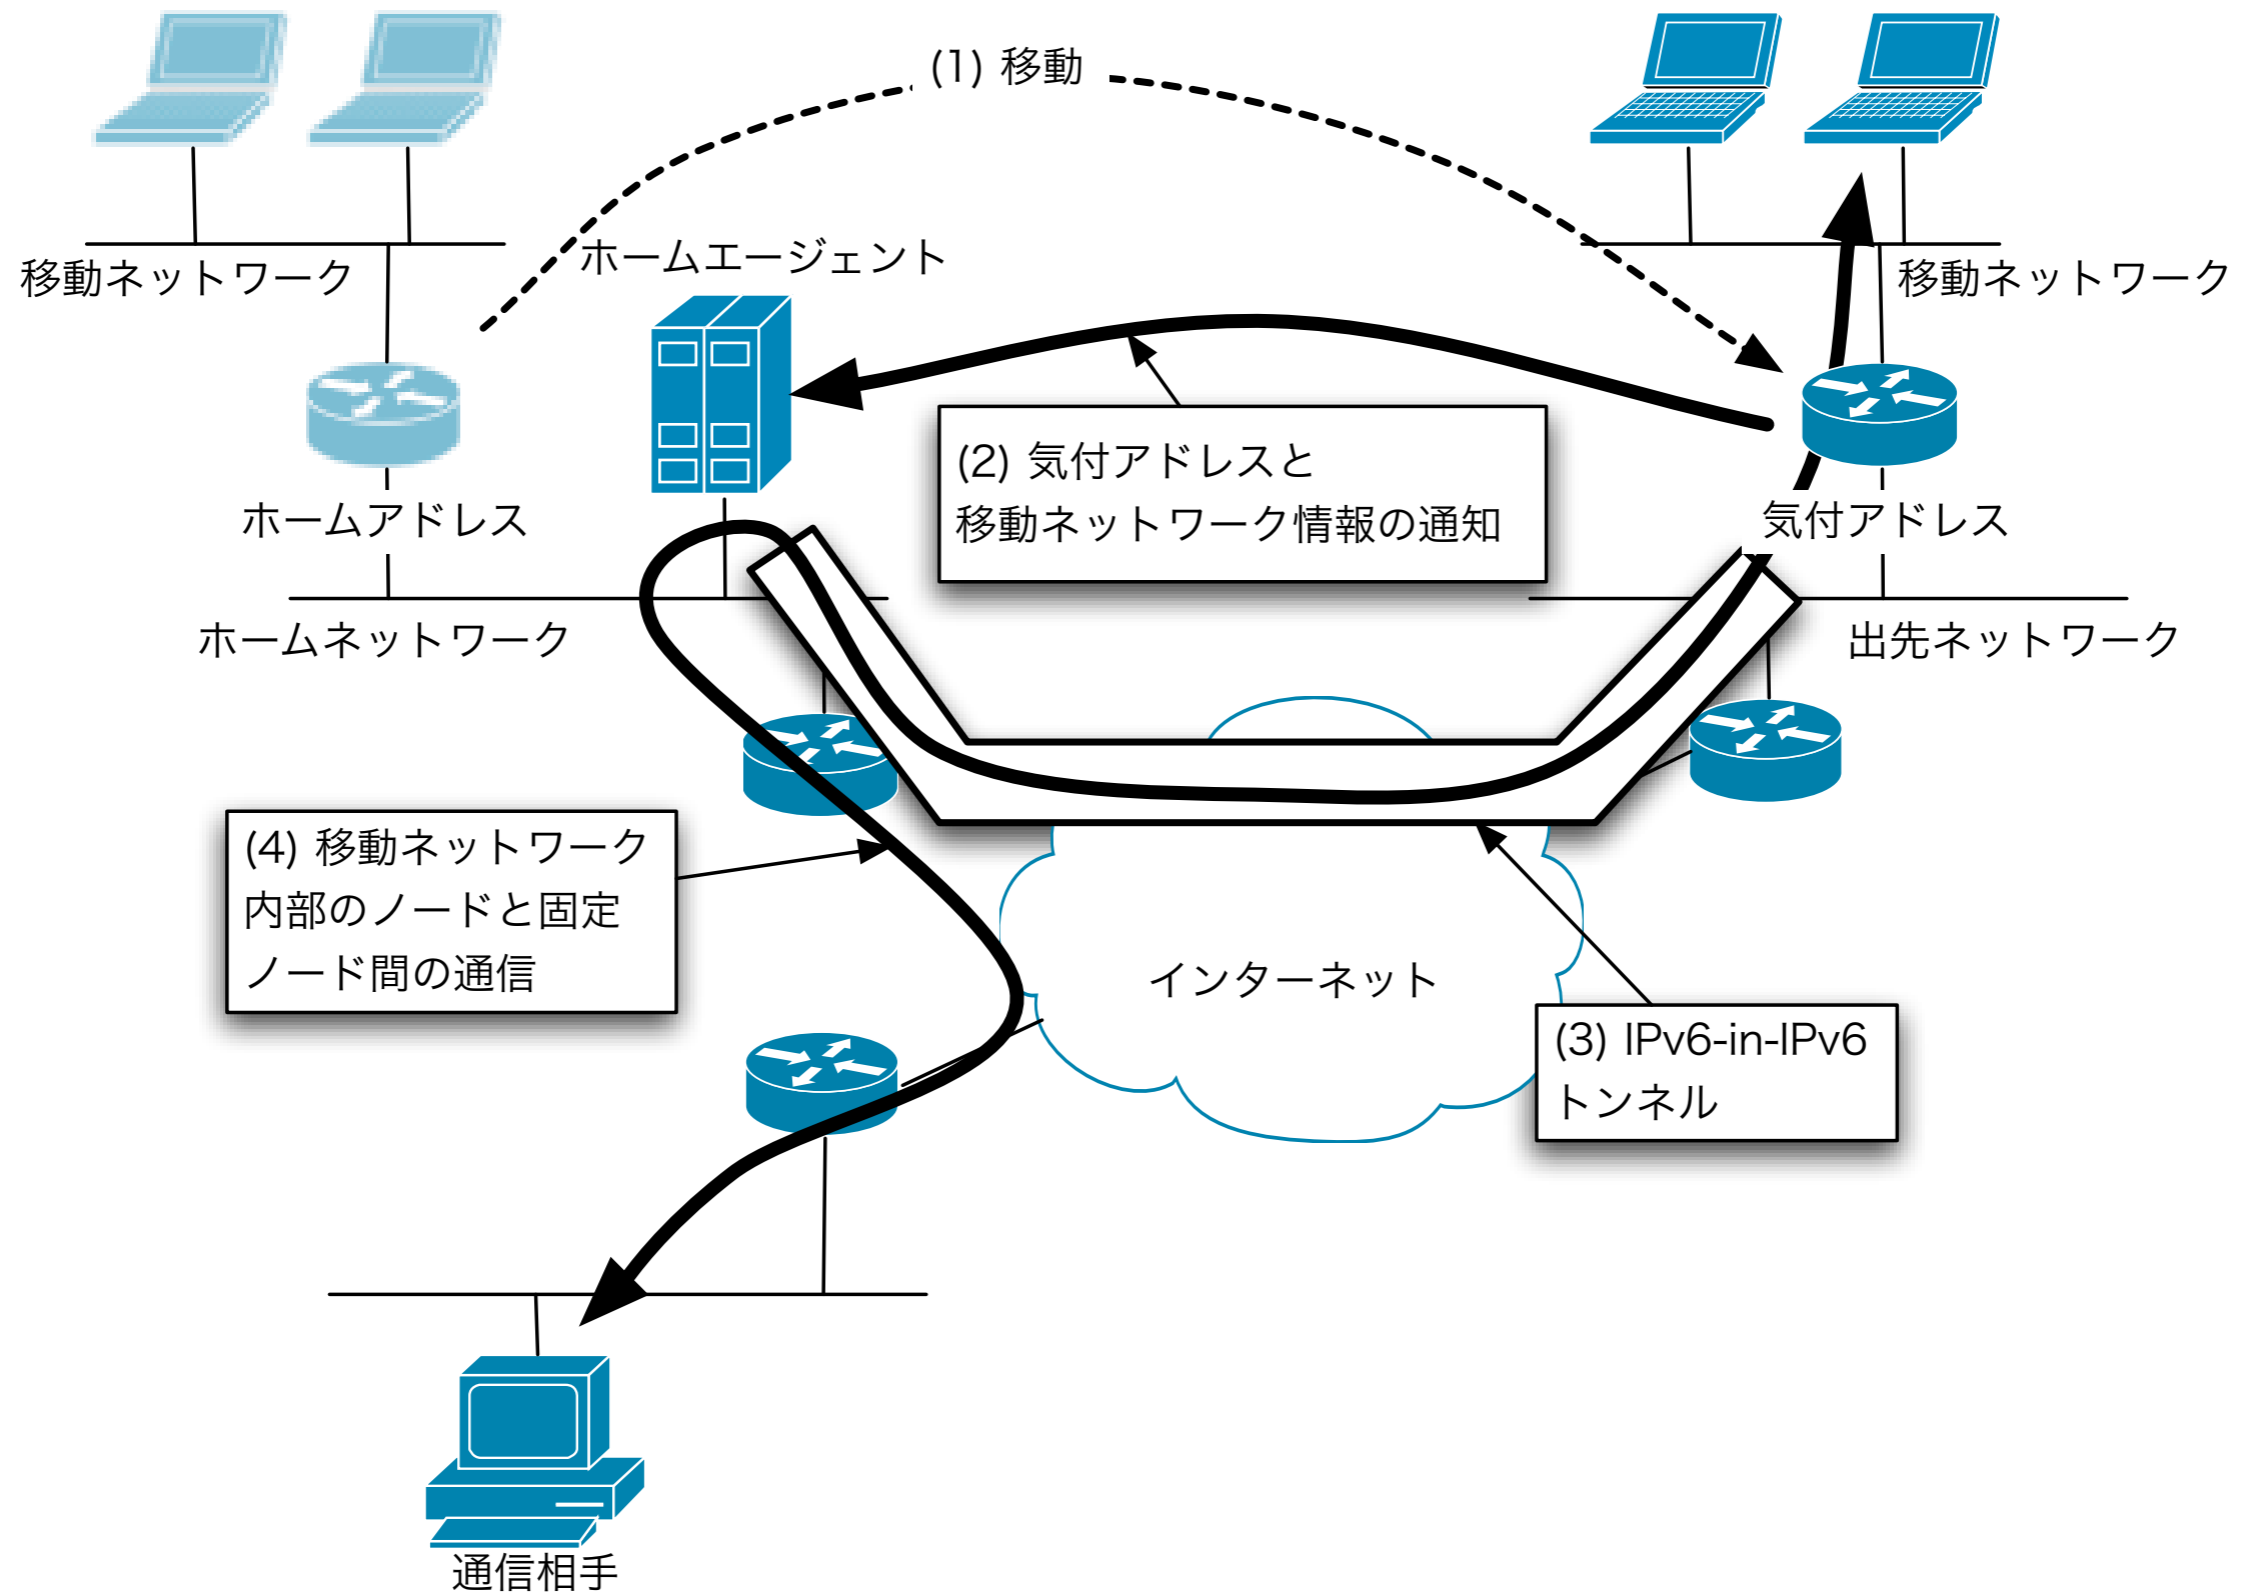 (1) 移動
移動ネットワーク
ホームエージェント
移動ネットワーク
(2) 気付アドレスと
移動ネットワーク情報の通知
ホームアドレス
気付アドレス
ホームネットワーク
出先ネットワーク
(4) 移動ネットワーク
内部のノードと固定
ノード間の通信
インターネット
(3) IPv6-in-IPv6
トンネル
通信相手